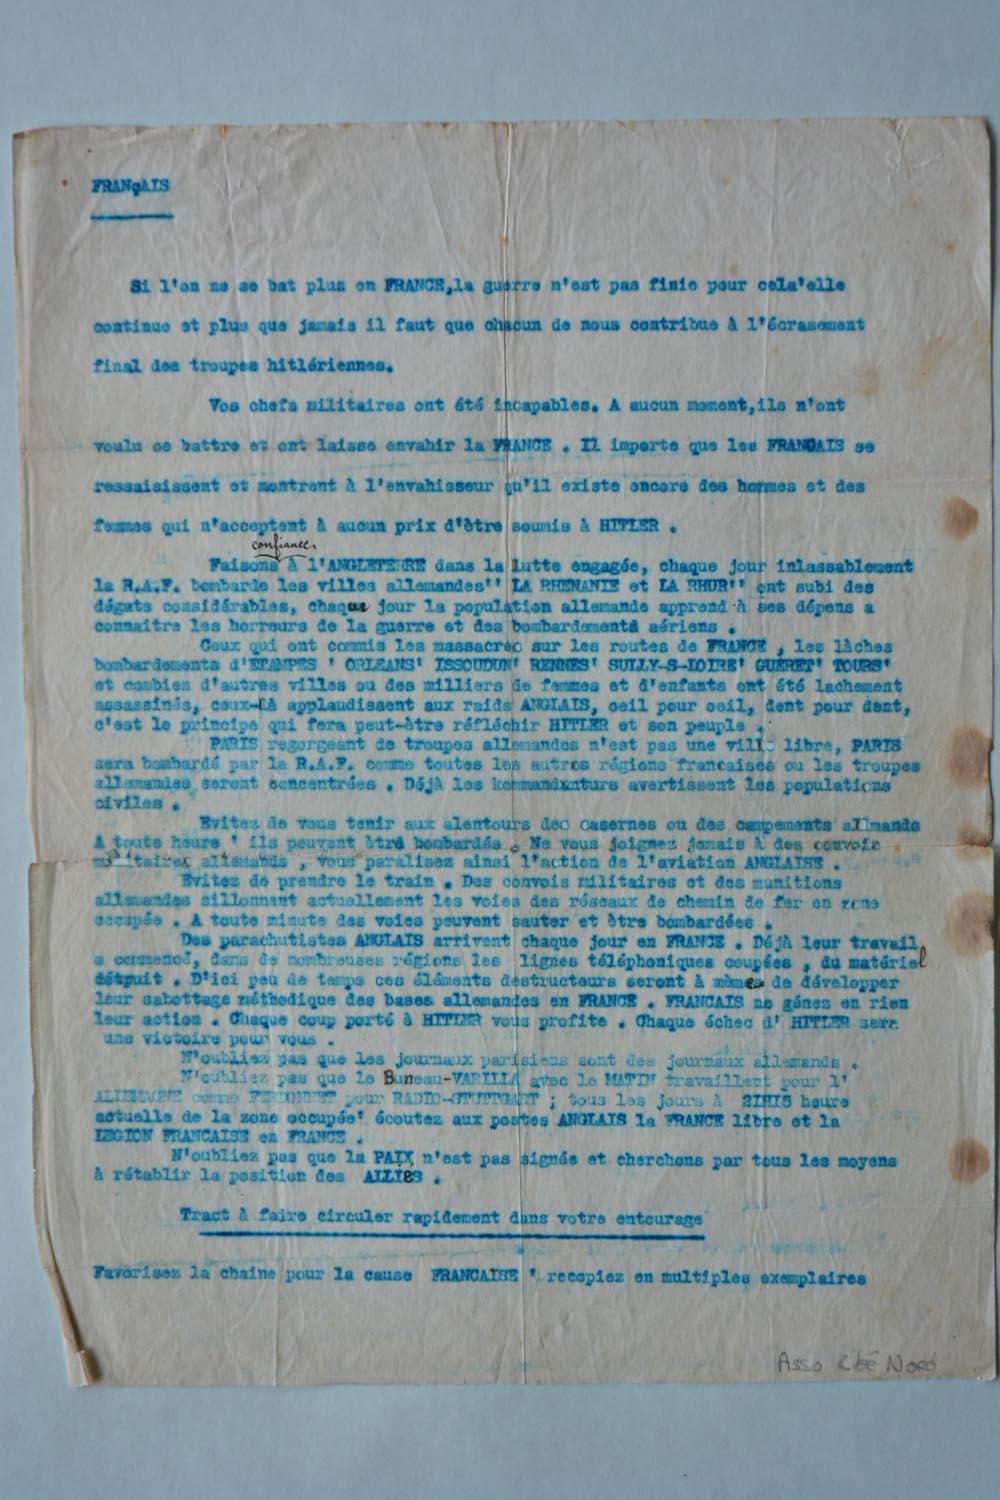 FRANçAIS
Si l'on ne se bat plus en FRANCE,la guerre n'est pas finie pour cela'elle
continue et plus que jamais il faut que chacun de nous contribue à l'écrasement
final des troupes hitlériennes.
Vos chefs militaires ont été incapables. A aucun moment,ils n'ont
voulu se battre et ont laisse envahir la FRANCE . Il importe que les FRANCAIS se
ressaisissent et montrent à l'envahisseur qu'il existe encore des hommes et des
femmes qui n'acceptent à aucun prix d'être soumis à HITLER .
confiance
Faisons à l'ANGLETERRE dans la lutte engagée, chaque jour inlassablement
la R.A.F. bombarde les villes allemandes'' LA RHENANIE et LA RHUR'' ont subi des
dégats considérables, chaque jour la population allemande apprend à ses dépens a
connaitre les horreurs de la guerre et des bombardements aériens .
Ceux qui ont commis les massacres sur les routes de FRANCE , les lâches
bombardements d'ETAMPES ' ORLEANS' ISSOUDUN' RENNES' SULLY-S-LOIRE' GUERET' TOURS'
et combien d'autres villes ou des milliers de femmes et d'enfants ont été lachement
assassinés, ceux-là applaudissent aux raids ANGLAIS, oeil pour oeil, dent pour dent,
c'est le principe qui fera peut-être réfléchir HITLER et son peuple .
PARIS regorgeant de troupes allemandes n'est pas une ville libre, PARIS
sera bombardé par la R.A.F. comme toutes les autres régions francaises ou les troupes
allemandes seront concentrées . Déjà les kommandanturs avertissent les populations
civiles .
Evitez de vous tenir aux alentours des casernes ou des campements allmands
A toute heure ' ils peuvent être bombardés . Ne vous joignez jamais à des convois
militaires allemands , vous paralisez ainsi l'action de l'aviation ANGLAISE .
Evitez de prendre le train . Des convois militaires et des munitions
allemandes sillonnent actuellement les voies des réseaux de chemin de fer en zone
occupée . A toute minute des voies peuvent sauter et être bombardées .
Des parachutistes ANGLAIS arrivent chaque jour en FRANCE . Déjà leur travail
a commencé, dans de nombreuses régions les lignes téléphoniques coupées , du matériel
détruit . D'ici peu de temps ces éléments destructeurs seront à mêmes de développer
leur sabottage méthodique des bases allemandes en FRANCE . FRANCAIS ne génez en rien
leur action . Chaque coup porté à HITLER vous profite . Chaque échec d' HITLER sera
une victoire pour vous .
N'oubliez pas que les journaux parisiens sont des journaux allemands .
N'oubliez pas que le Buneau-VARILLA avec le MATIN travaillent pour l'
ALLEMAGNE comme FERDONNET pour RADIO-STUTTGART ; tous les jours à 21H15 heure
actuelle de la zone occupée' écoutez aux postes ANGLAIS la FRANCE libre et la
LEGION FRANCAISE en FRANCE .
N'oubliez pas que la PAIX n'est pas signée et cherchons par tous les moyens
à rétablir la position des ALLIES .
Tract à faire circuler rapidement dans votre entourage
Favorisez la chaine pour la cause FRANCAISE ' recopiez en multiples exemplaires
Asso Nord